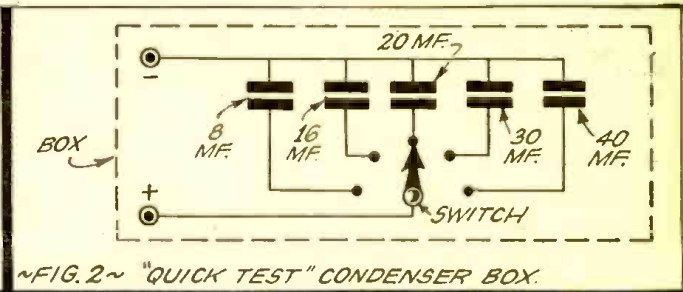 20 MF.
−
8
MF.
16
MF.
30
MF.
40
MF.
BOX
+
SWITCH
~FIG. 2~ "QUICK TEST" CONDENSER BOX.